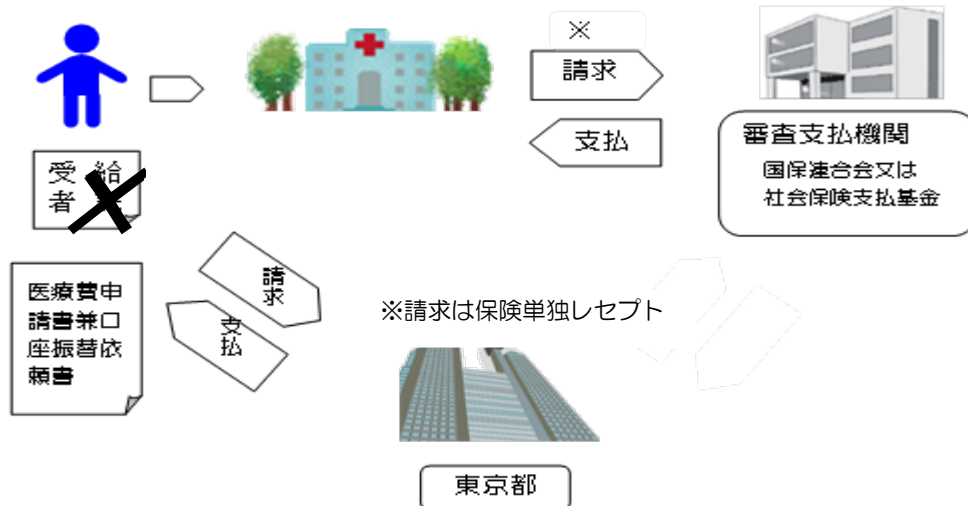 ※
請求
支払
審査支払機関
国保連合会又は
社会保険支払基金
受 給
者
医療費申
請書兼口
座振替依
頼書
請求
支払
※請求は保険単独レセプト
東京都